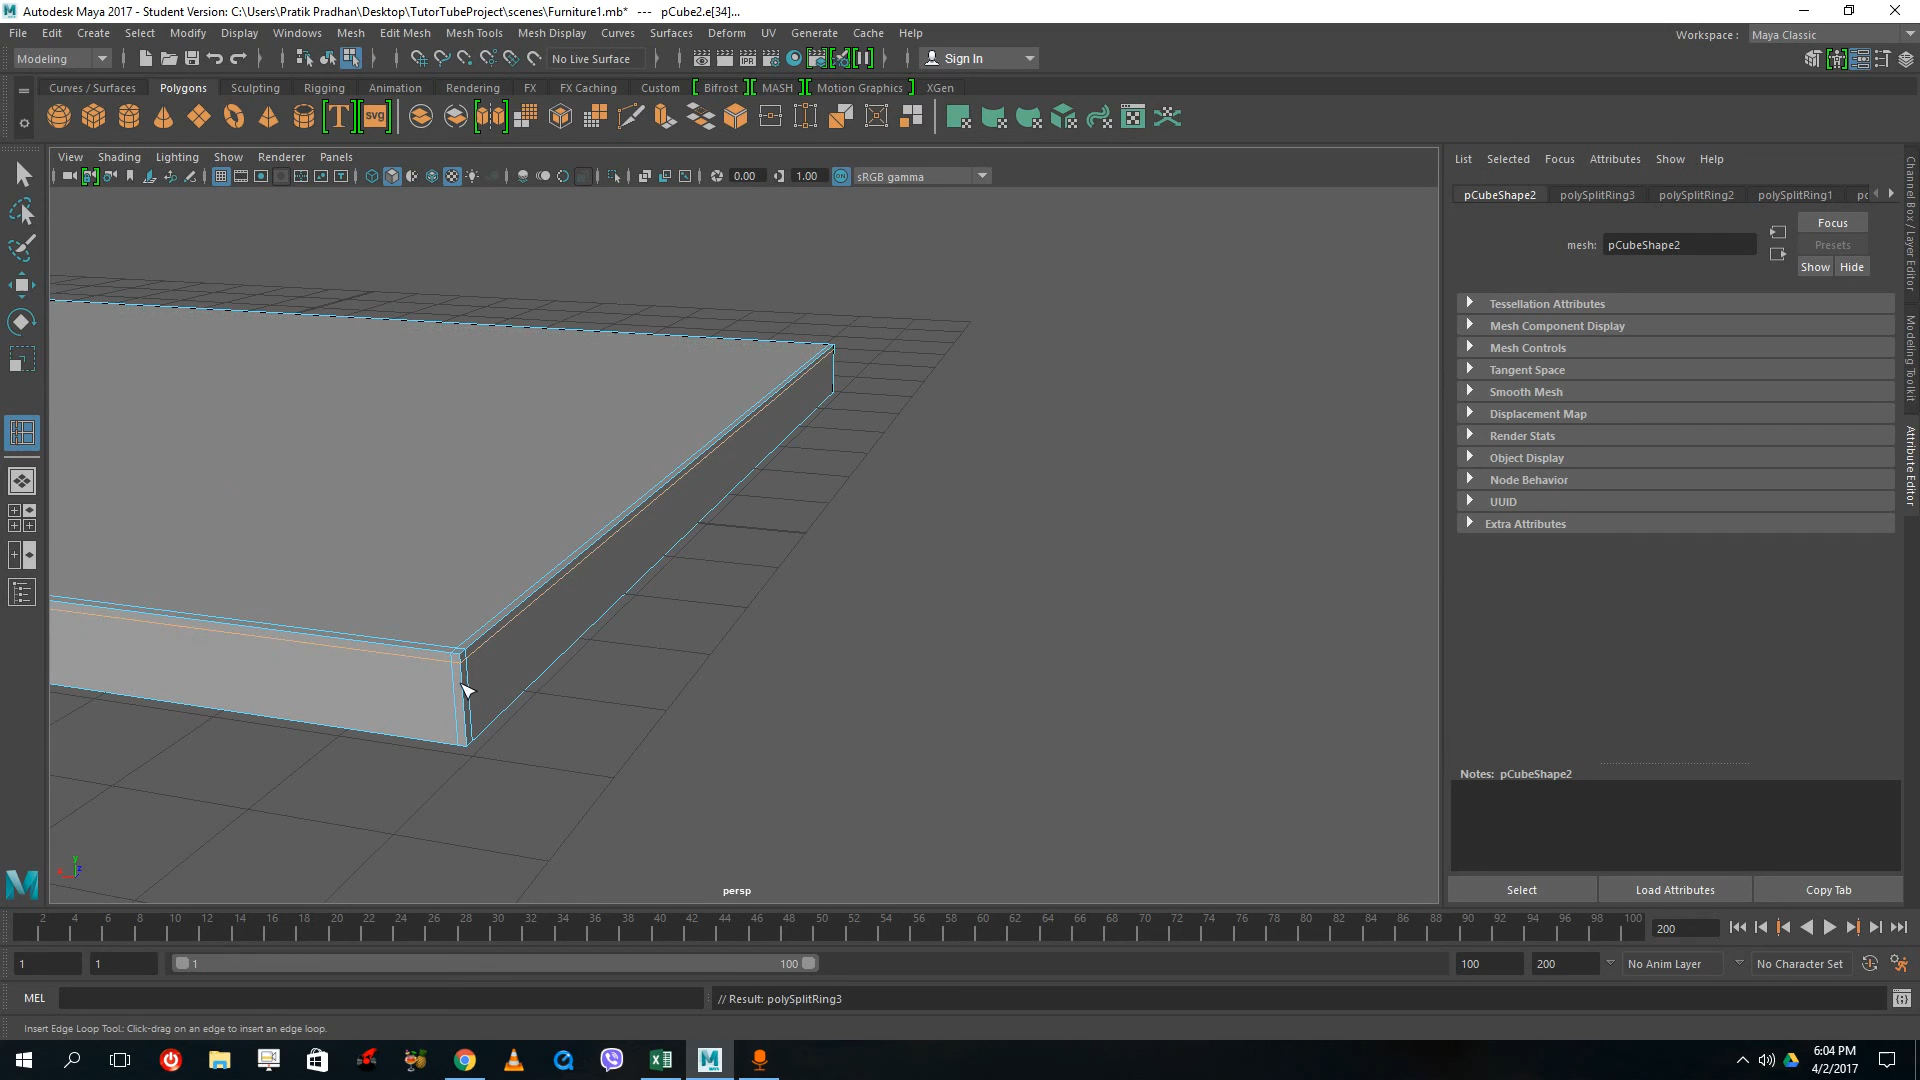 Autodesk Maya 2017 - Student Version: C:\Users\Pratik Pradhan\Desktop\TutorTubeProject\scenes\Furniture1.mb* --- pCube2.e[34]...
File Edit Create Select Modify Display Windows Mesh Edit Mesh Mesh Tools Mesh Display Curves Surfaces Deform UV Generate Cache Help
Workspace : Maya Classic
Modeling No Live Surface Sign In
Curves / Surfaces Polygons Sculpting Rigging Animation Rendering FX FX Caching Custom Bifrost MASH Motion Graphics XGen
T SVG
View Shading Lighting Show Renderer Panels
0.00 1.00 ON sRGB gamma
List Selected Focus Attributes Show Help
pCubeShape2 polySplitRing3 polySplitRing2 polySplitRing1
Focus
mesh: pCubeShape2
Presets
Show Hide
Tessellation Attributes
Mesh Component Display
Mesh Controls
Tangent Space
Smooth Mesh
Displacement Map
Render Stats
Object Display
Node Behavior
UUID
Extra Attributes
Notes: pCubeShape2
Select Load Attributes Copy Tab
Channel Box / Layer Editor
Modeling Toolkit
Attribute Editor
persp
2 4 6 8 10 12 14 16 18 20 22 24 26 28 30 32 34 36 38 40 42 44 46 48 50 52 54 56 58 60 62 64 66 68 70 72 74 76 78 80 82 84 86 88 90 92 94 96 98 100
200
1 1 1 100 100 200 No Anim Layer No Character Set
MEL // Result: polySplitRing3
Insert Edge Loop Tool: Click-drag on an edge to insert an edge loop.
6:04 PM
4/2/2017